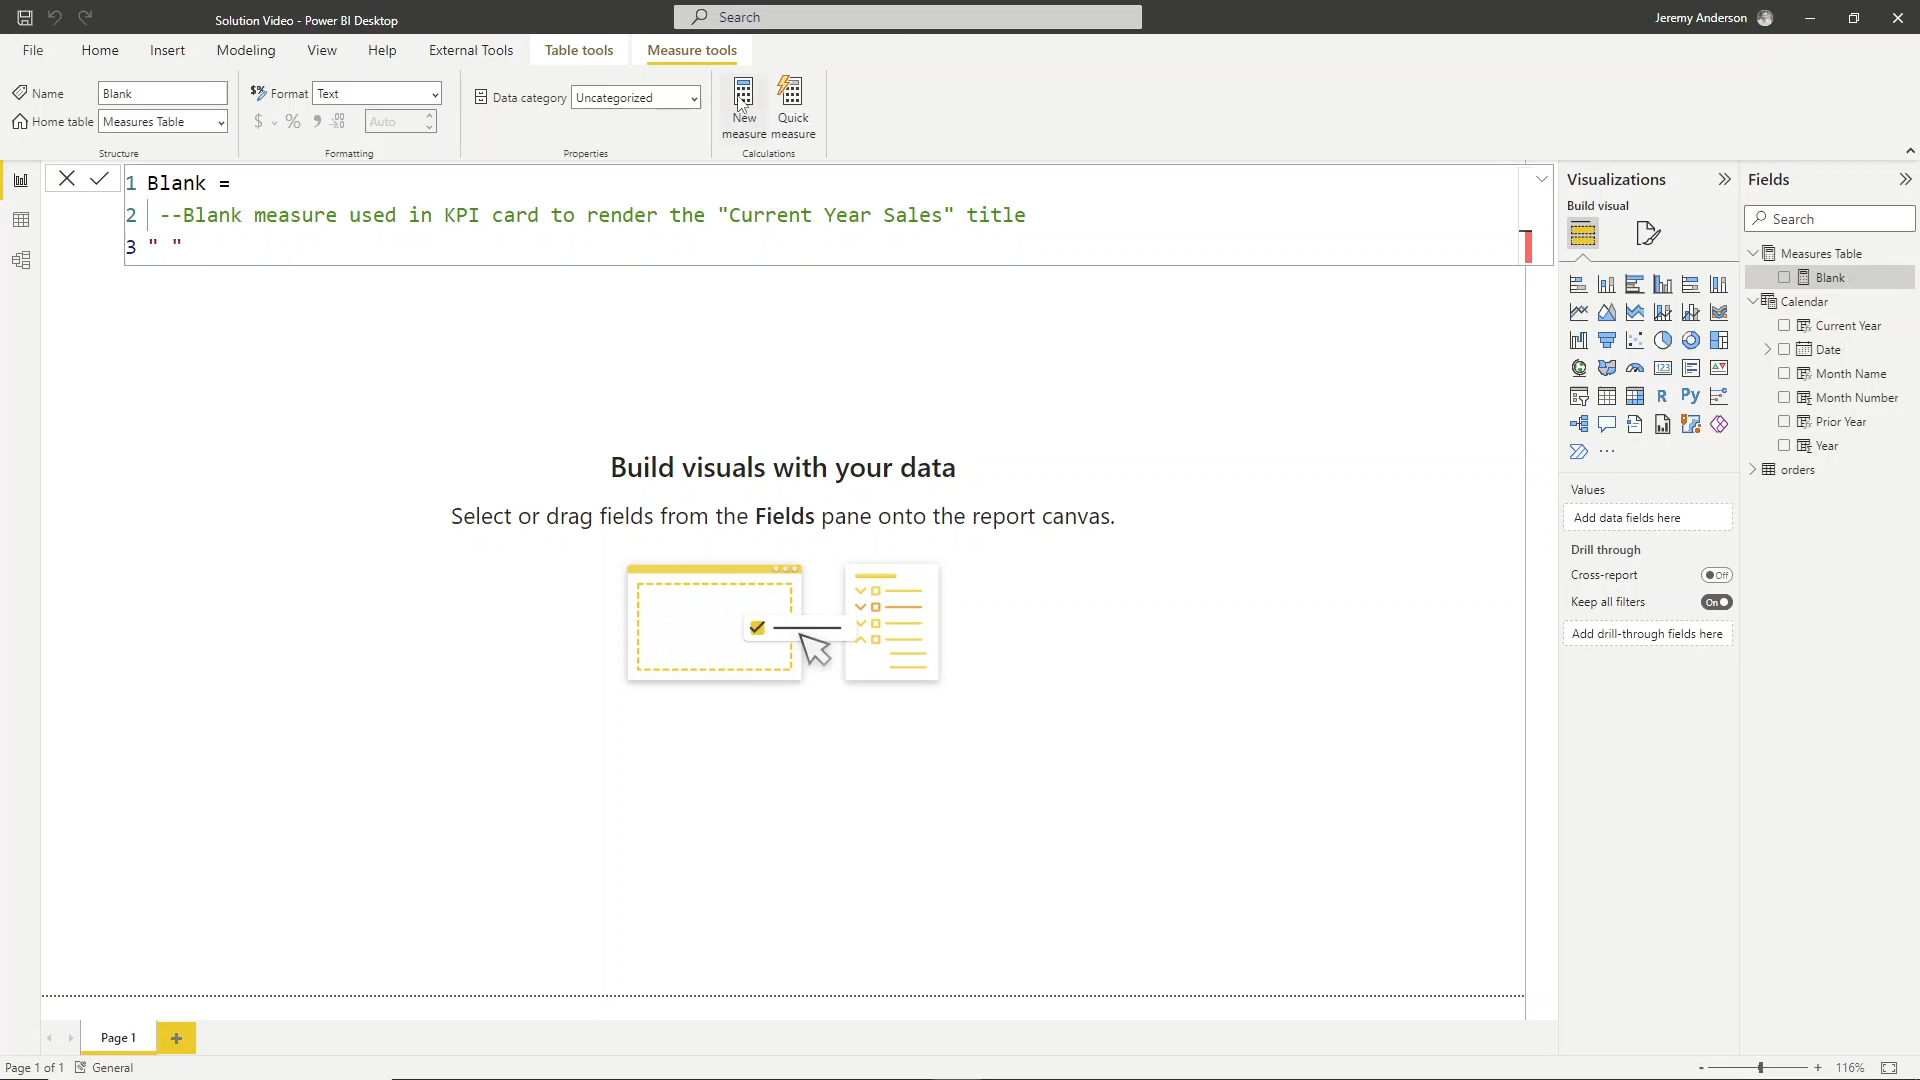 Solution Video - Power BI Desktop
Search
Jeremy Anderson
File
Home
Insert
Modeling
View
Help
External Tools
Table tools
Measure tools
Name
Blank
Home table
Measures Table
Structure
$% Format
Text
$
%
Auto
Formatting
Data category
Uncategorized
Properties
New measure
Quick measure
Calculations
1 Blank =
2 --Blank measure used in KPI card to render the "Current Year Sales" title
3 " "
Build visuals with your data
Select or drag fields from the Fields pane onto the report canvas.
Visualizations
Build visual
123
R
Py
...
Values
Add data fields here
Drill through
Cross-report
Off
Keep all filters
On
Add drill-through fields here
Fields
Search
Measures Table
Blank
Calendar
Current Year
Date
Month Name
Month Number
Prior Year
Year
orders
Page 1
+
Page 1 of 1
General
-
+
116%